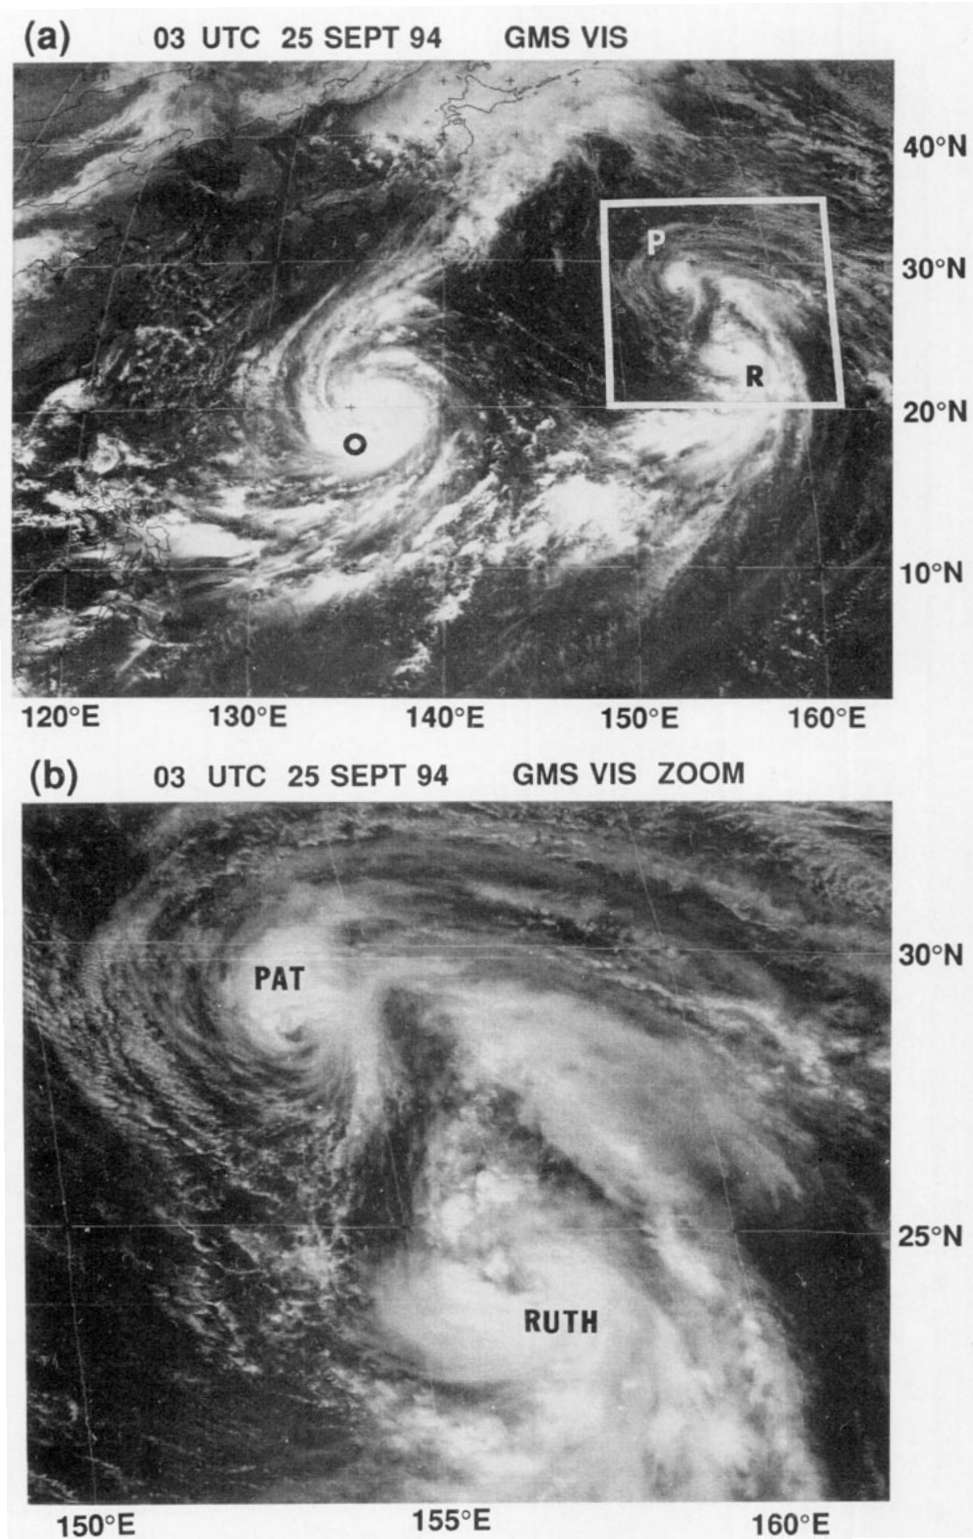 (a) 03 UTC 25 SEPT 94 GMS VIS
40°N
P
30°N
R
20°N
O
10°N
120°E 130°E 140°E 150°E 160°E
(b) 03 UTC 25 SEPT 94 GMS VIS ZOOM
30°N
PAT
25°N
RUTH
150°E 155°E 160°E